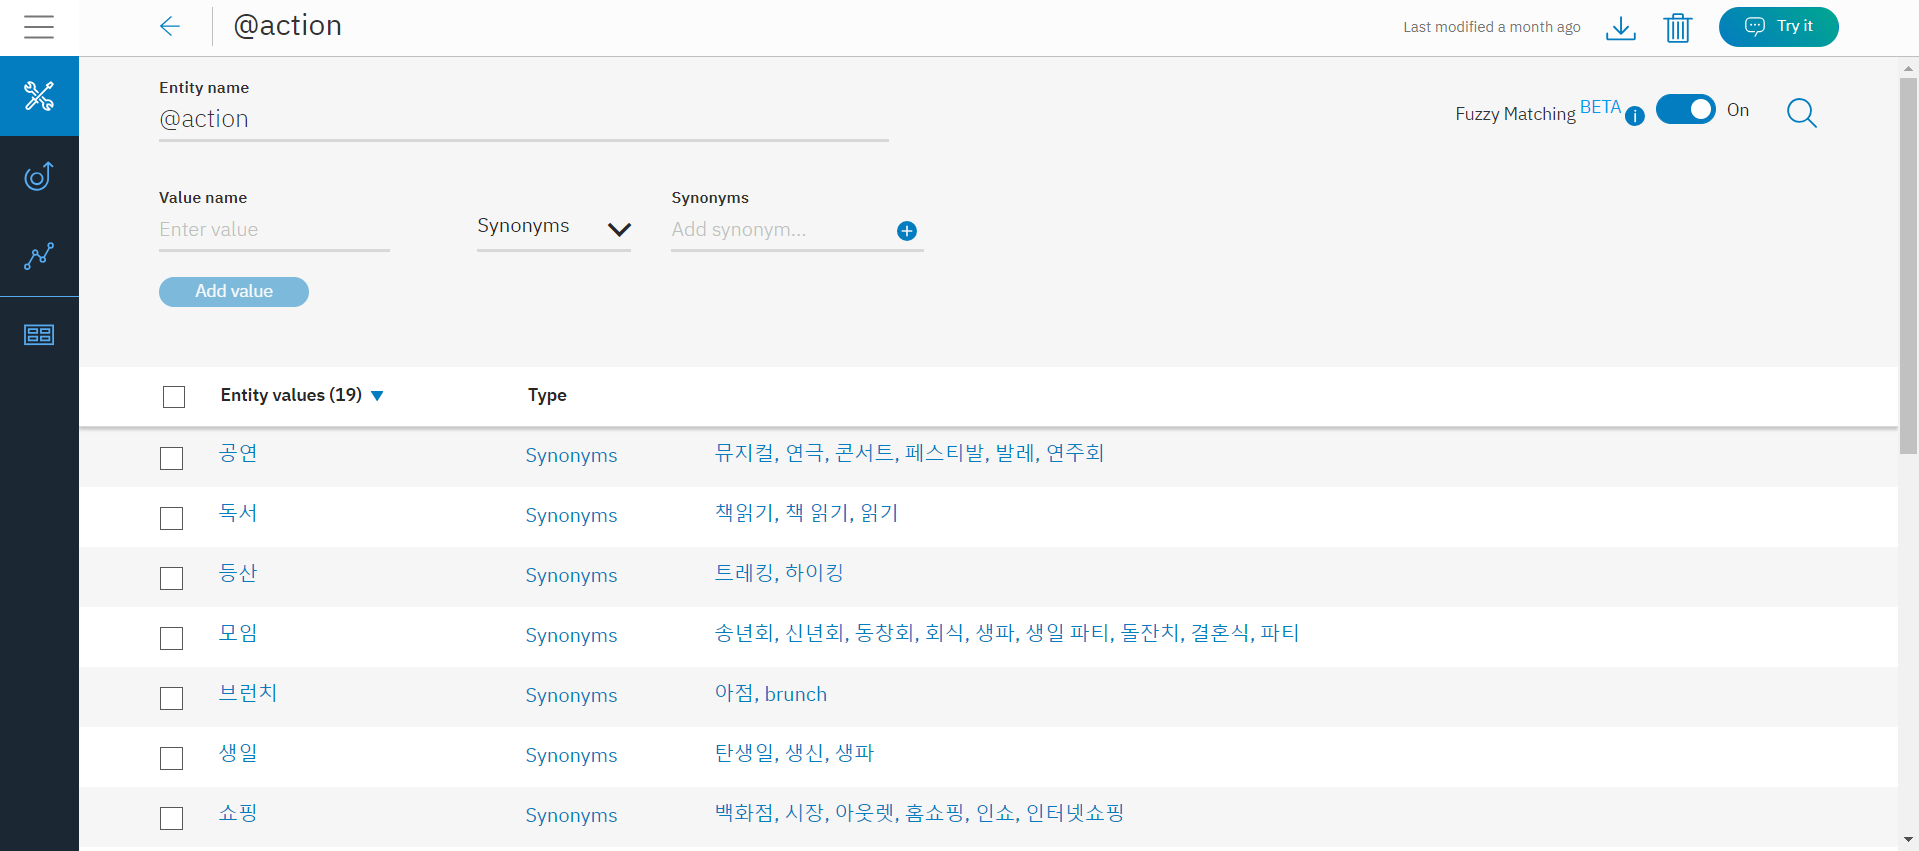 @action
Last modified a month ago
Try it
Entity name
@action
Fuzzy Matching BETA
On
Value name
Synonyms
Enter value
Synonyms
Add synonym...
Add value
Entity values (19) Type
공연 Synonyms 뮤지컬, 연극, 콘서트, 페스티발, 발레, 연주회
독서 Synonyms 책읽기, 책 읽기, 읽기
등산 Synonyms 트레킹, 하이킹
모임 Synonyms 송년회, 신년회, 동창회, 회식, 생파, 생일 파티, 돌잔치, 결혼식, 파티
브런치 Synonyms 아점, brunch
생일 Synonyms 탄생일, 생신, 생파
쇼핑 Synonyms 백화점, 시장, 아웃렛, 홈쇼핑, 인쇼, 인터넷쇼핑